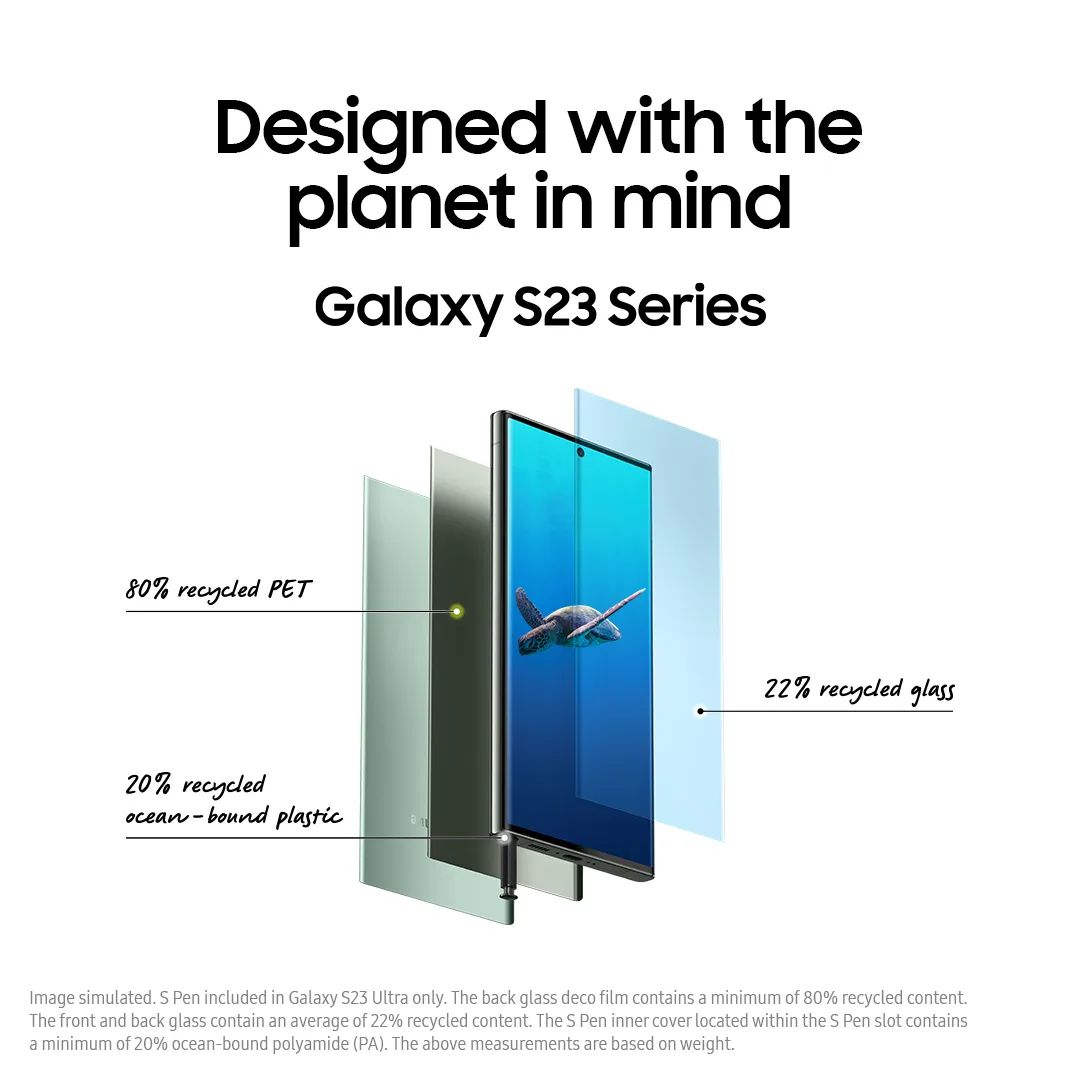 Designed with the
planet in mind
Galaxy S23 Series
80% recycled PET
22% recycled glass
20% recycled
ocean-bound plastic
Image simulated. S Pen included in Galaxy S23 Ultra only. The back glass deco film contains a minimum of 80% recycled content.
The front and back glass contain an average of 22% recycled content. The S Pen inner cover located within the S Pen slot contains
a minimum of 20% ocean-bound polyamide (PA). The above measurements are based on weight.